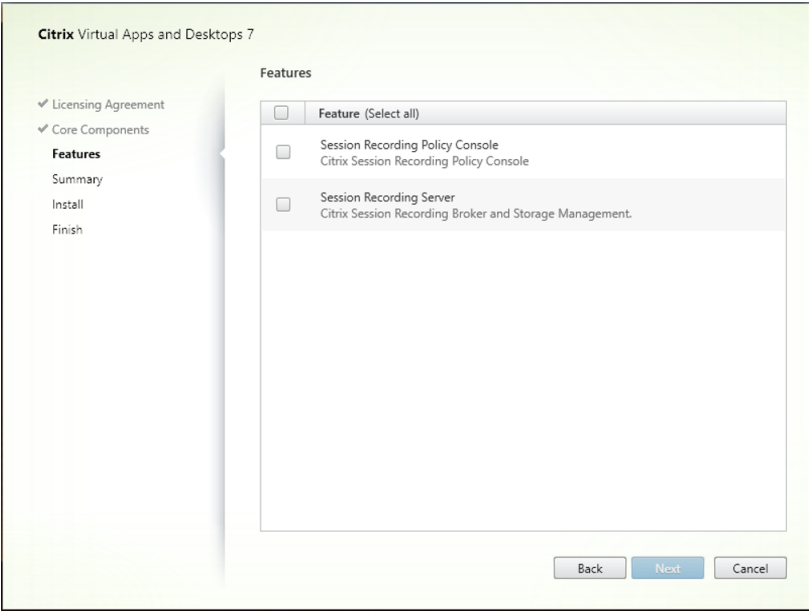 Citrix Virtual Apps and Desktops 7
Licensing Agreement
Core Components
Features
Summary
Install
Finish
Features
Feature (Select all)
Session Recording Policy Console
Citrix Session Recording Policy Console
Session Recording Server
Citrix Session Recording Broker and Storage Management.
Back
Next
Cancel